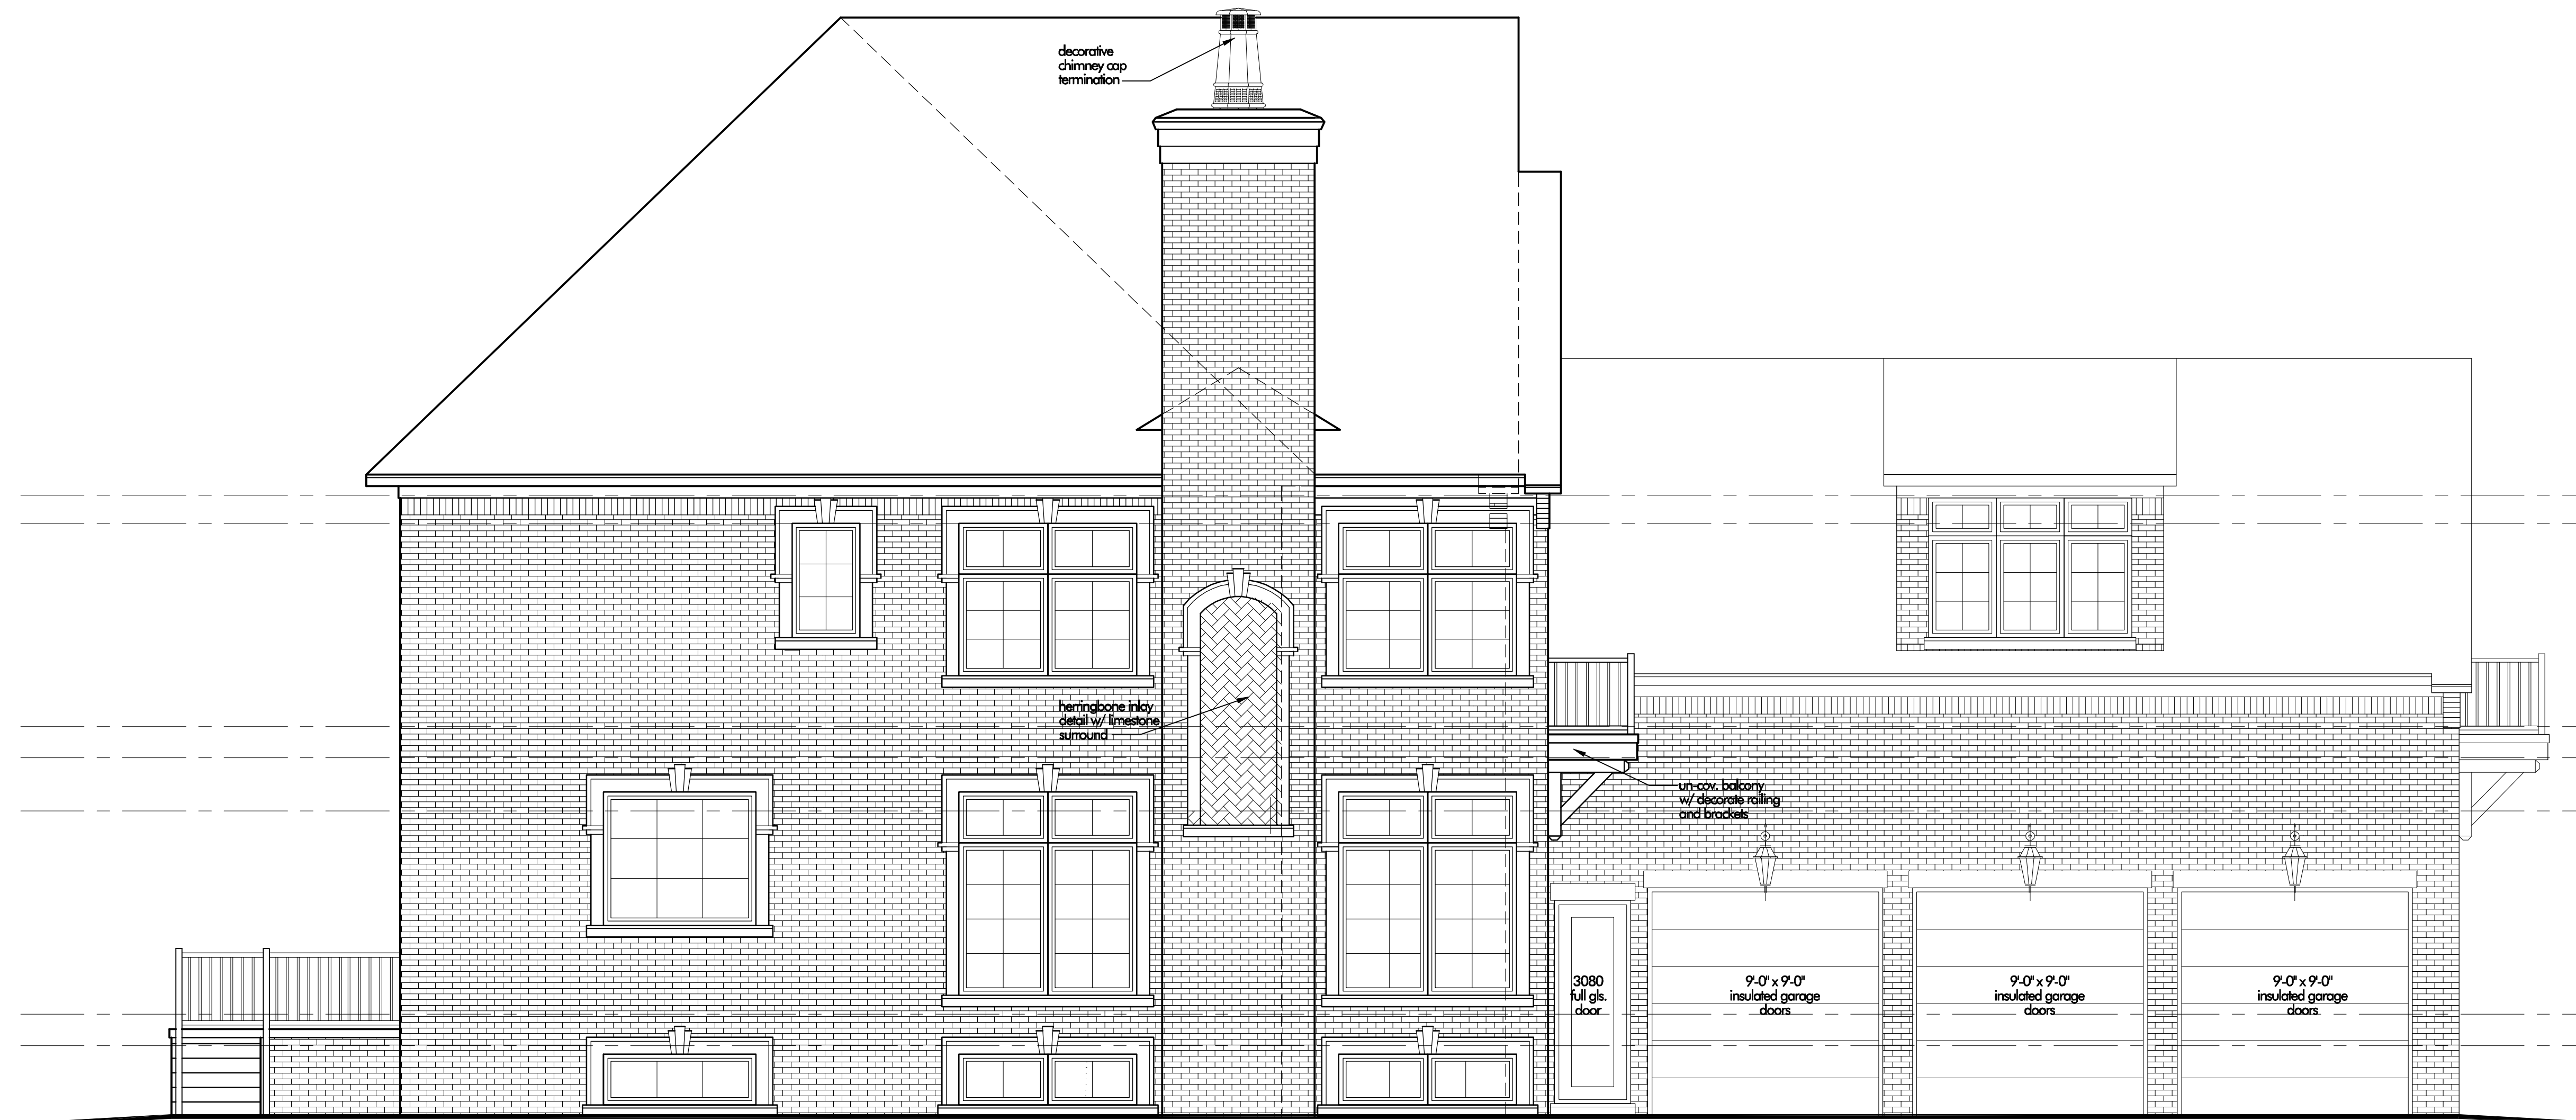 decorative
chimney cap
termination
herringbone inlay
detail w/ limestone
surround
un-cov. balcony
w/ decorate railing
and brackets
3080
full gls.
door
9'-0" x 9'-0"
insulated garage
doors
9'-0" x 9'-0"
insulated garage
doors
9'-0" x 9'-0"
insulated garage
doors